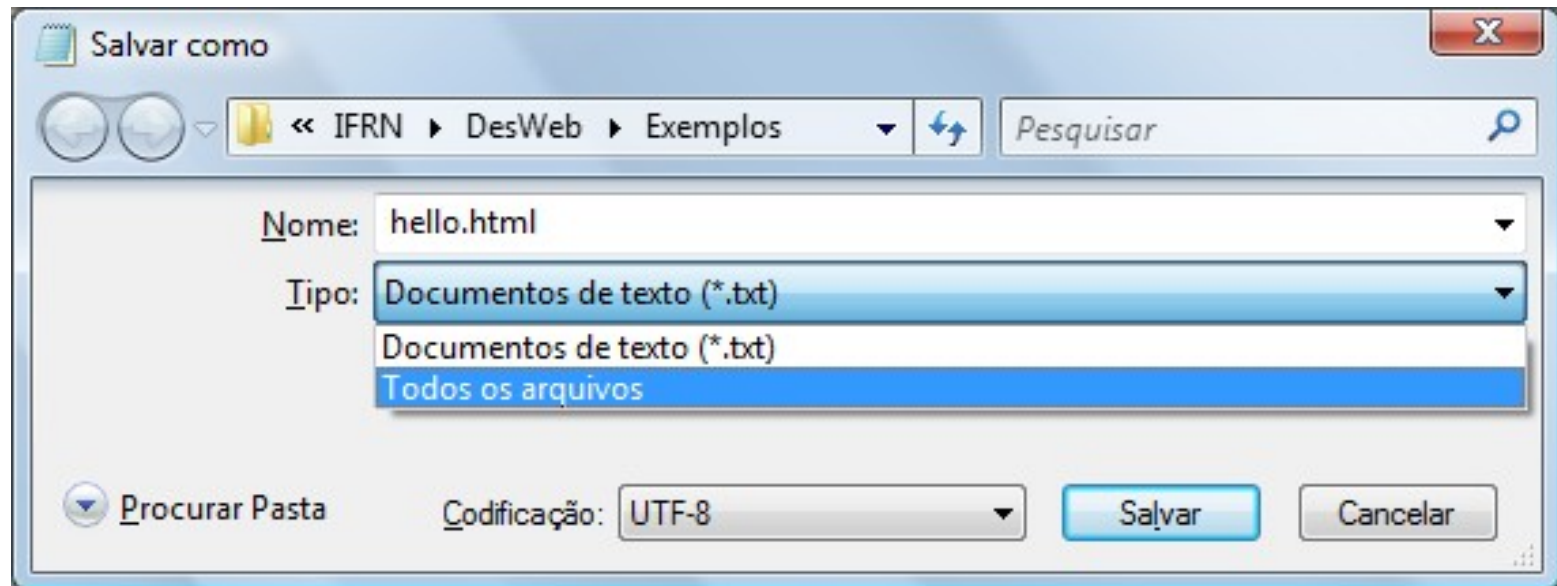 Salvar como
« IFRN ▸ DesWeb ▸ Exemplos Pesquisar
Nome: hello.html
Tipo: Documentos de texto (*.txt)
Documentos de texto (*.txt)
Todos os arquivos
Procurar Pasta Codificação: UTF-8 Salvar Cancelar